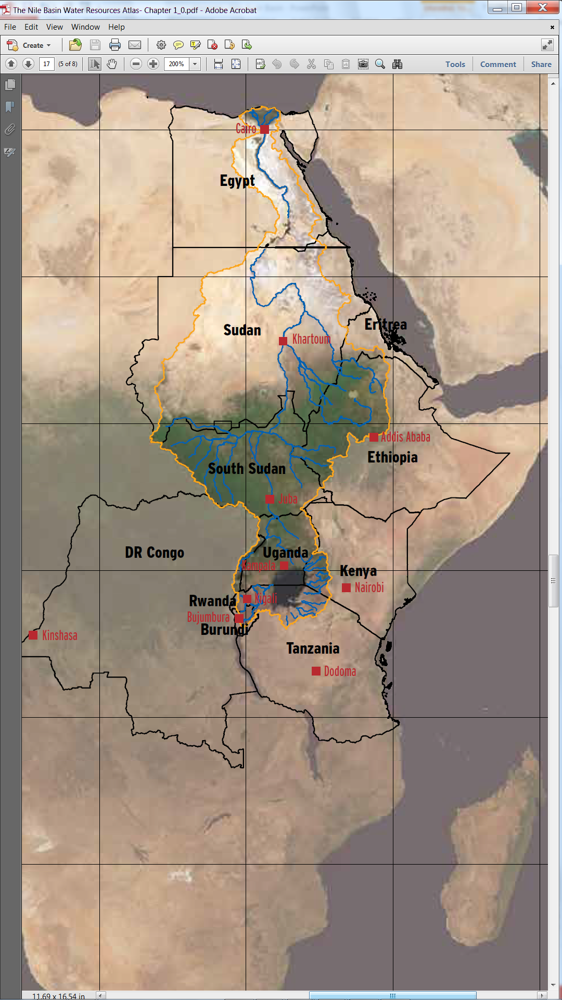 The Nile Basin Water Resources Atlas- Chapter 1_0.pdf - Adobe Acrobat
File Edit View Window Help
Create
17 (5 of 8) 200% Tools Comment Share
Cairo
Egypt
Eritrea
Sudan
Khartoum
Addis Ababa
Ethiopia
South Sudan
Juba
DR Congo
Uganda
Kampala
Kenya
Nairobi
Rwanda
Kigali
Bujumbura
Burundi
Kinshasa
Tanzania
Dodoma
11.69 x 16.54 in